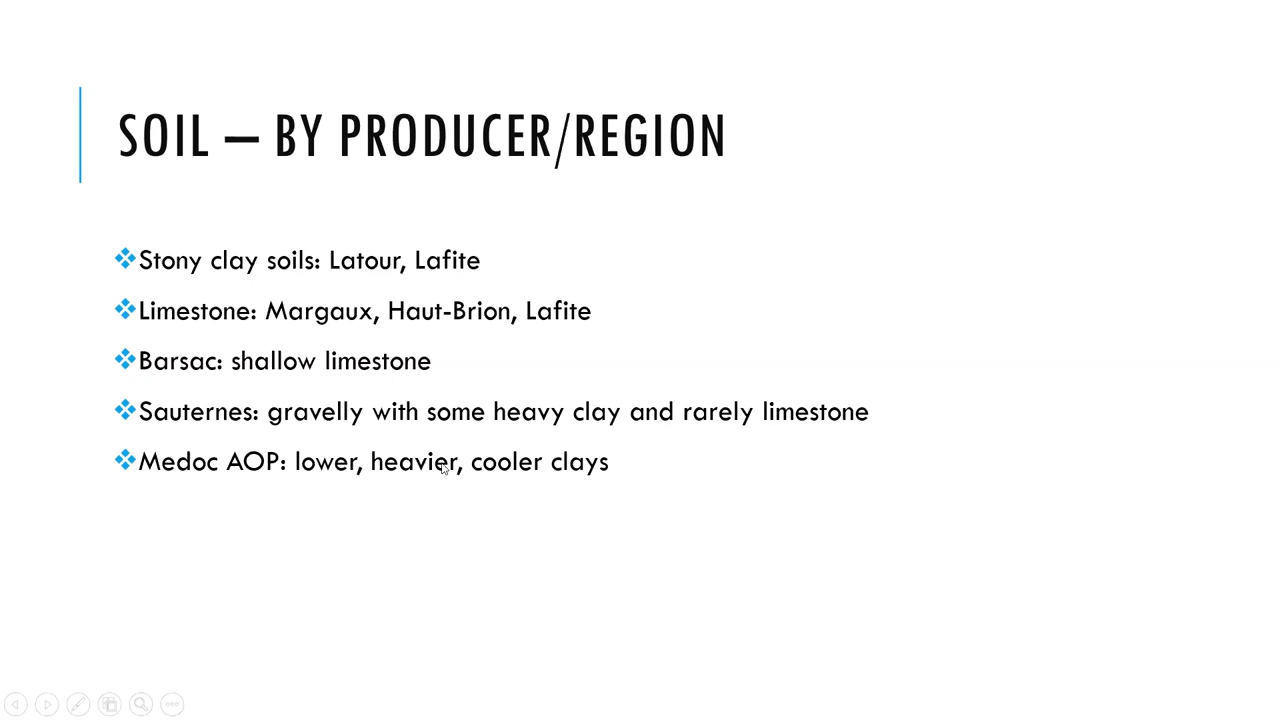 SOIL – BY PRODUCER/REGION
Stony clay soils: Latour, Lafite
Limestone: Margaux, Haut-Brion, Lafite
Barsac: shallow limestone
Sauternes: gravelly with some heavy clay and rarely limestone
Medoc AOP: lower, heavier, cooler clays